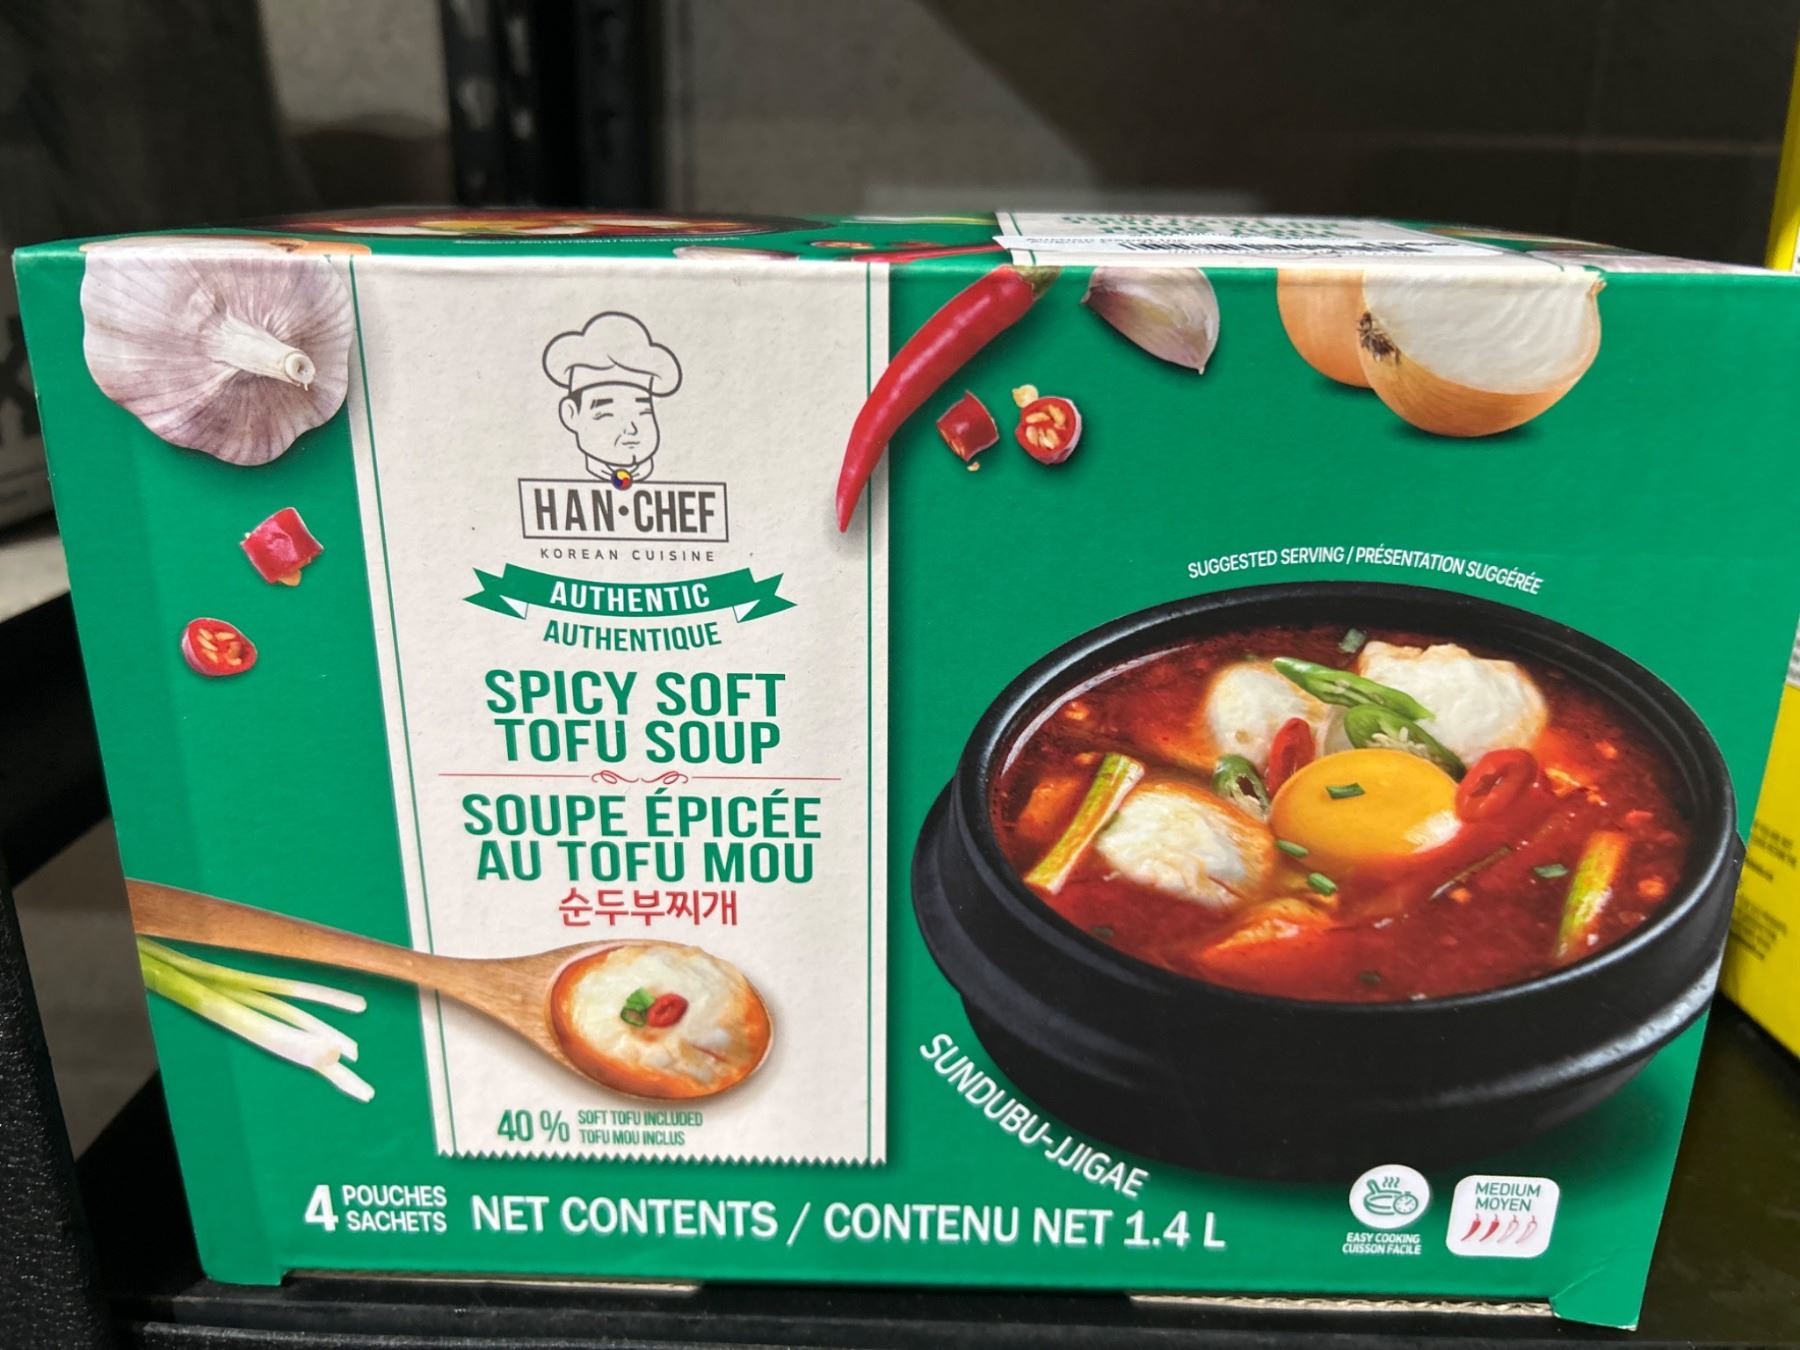 HAN·CHEF
KOREAN CUISINE
AUTHENTIC
AUTHENTIQUE
SPICY SOFT
TOFU SOUP
SOUPE ÉPICÉE
AU TOFU MOU
순두부찌개
40 % SOFT TOFU INCLUDED
TOFU MOU INCLUS
SUGGESTED SERVING / PRÉSENTATION SUGGÉRÉE
SUNDUBU-JJIGAE
4 POUCHES
SACHETS
NET CONTENTS / CONTENU NET 1.4 L
EASY COOKING
CUISSON FACILE
MEDIUM
MOYEN